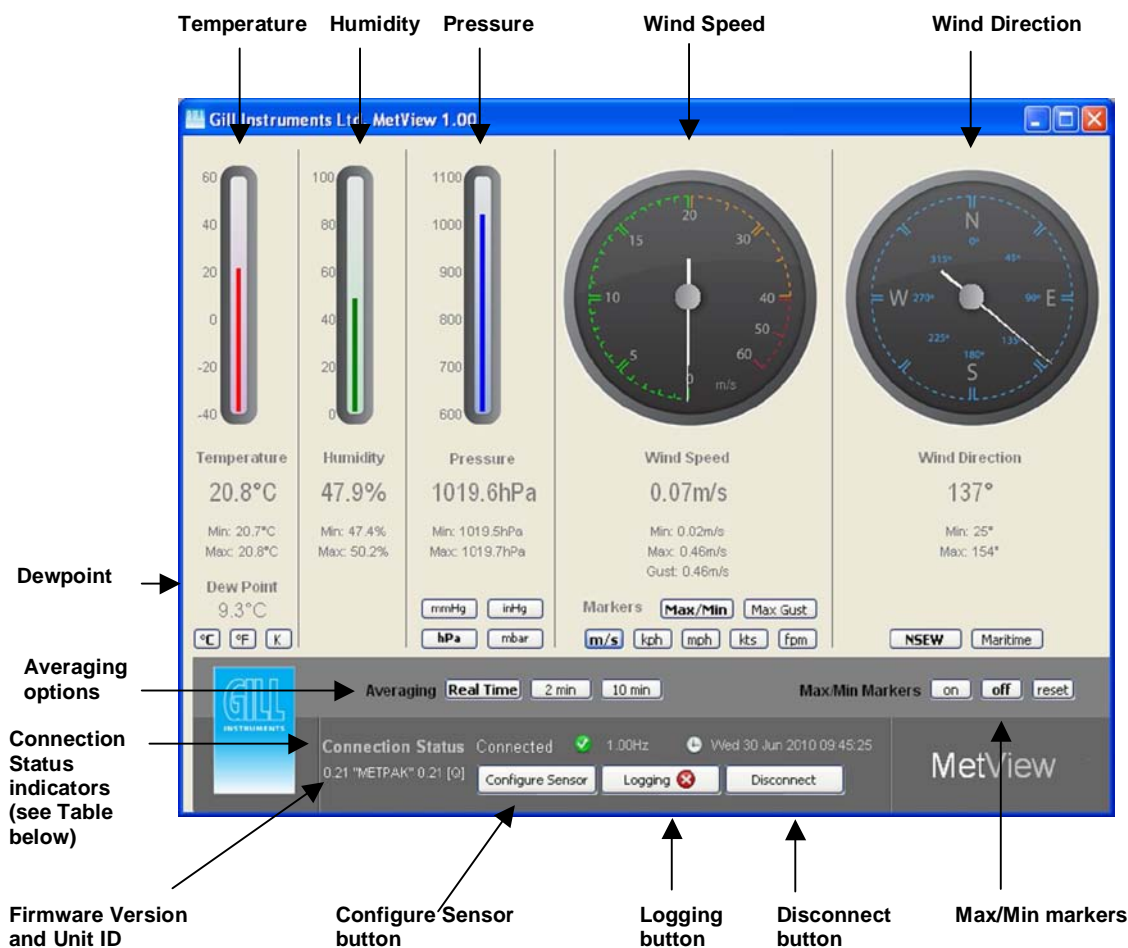 Temperature Humidity Pressure Wind Speed Wind Direction
Gill Instruments Ltd. MetView 1.00
60
40
20
0
-20
-40
100
80
60
40
20
0
1100
1000
900
800
700
600
0
5
10
15
20
30
40
50
60
m/s
N
0°
45°
90° E
135°
180°
S
225°
W 270°
315°
Temperature
20.8°C
Min: 20.7°C
Max: 20.8°C
Dew Point
9.3°C
°C °F K
Humidity
47.9%
Min: 47.4%
Max: 50.2%
Pressure
1019.6hPa
Min: 1019.5hPa
Max: 1019.7hPa
mmHg inHg
hPa mbar
Wind Speed
0.07m/s
Min: 0.02m/s
Max: 0.46m/s
Gust: 0.46m/s
Markers Max/Min Max Gust
m/s kph mph kts fpm
Wind Direction
137°
Min: 25°
Max: 154°
NSEW Maritime
Dewpoint
Averaging
options
Averaging Real Time 2 min 10 min
Max/Min Markers on off reset
GILL
INSTRUMENTS
Connection
Status
indicators
(see Table
below)
Connection Status Connected 1.00Hz Wed 30 Jun 2010 09:45:25
0.21 "METPAK" 0.21 [Q] Configure Sensor Logging Disconnect
MetView
Firmware Version
and Unit ID
Configure Sensor
button
Logging
button
Disconnect
button
Max/Min markers